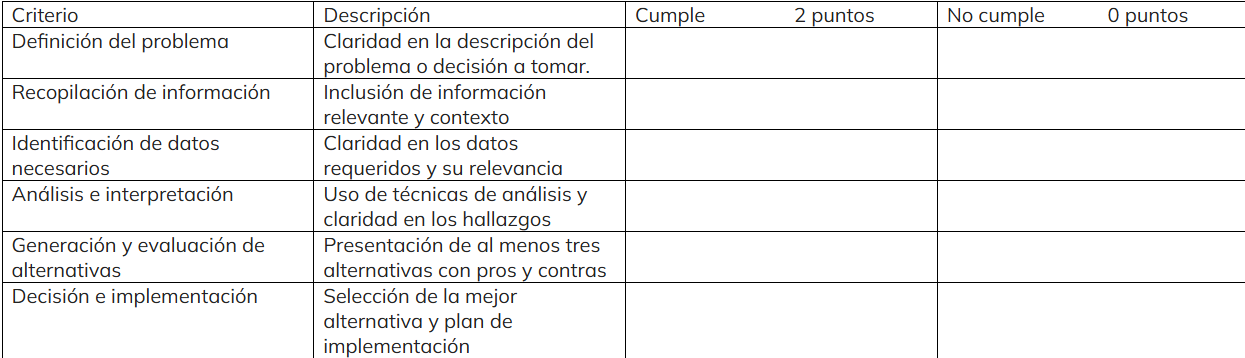 Criterio Descripción Cumple 2 puntos No cumple 0 puntos
Definición del problema Claridad en la descripción del
problema o decisión a tomar.
Recopilación de información Inclusión de información
relevante y contexto
Identificación de datos Claridad en los datos
necesarios requeridos y su relevancia
Análisis e interpretación Uso de técnicas de análisis y
claridad en los hallazgos
Generación y evaluación de Presentación de al menos tres
alternativas alternativas con pros y contras
Decisión e implementación Selección de la mejor
alternativa y plan de
implementación